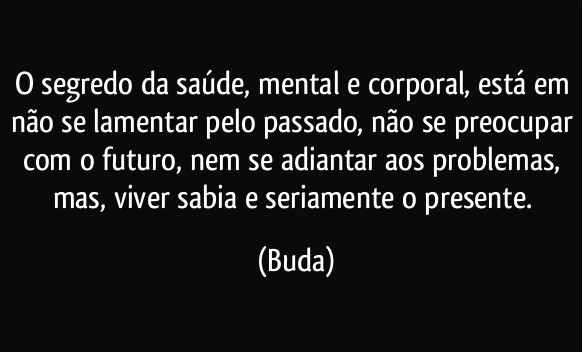 O segredo da saúde, mental e corporal, está em
não se lamentar pelo passado, não se preocupar
com o futuro, nem se adiantar aos problemas,
mas, viver sabia e seriamente o presente.
(Buda)